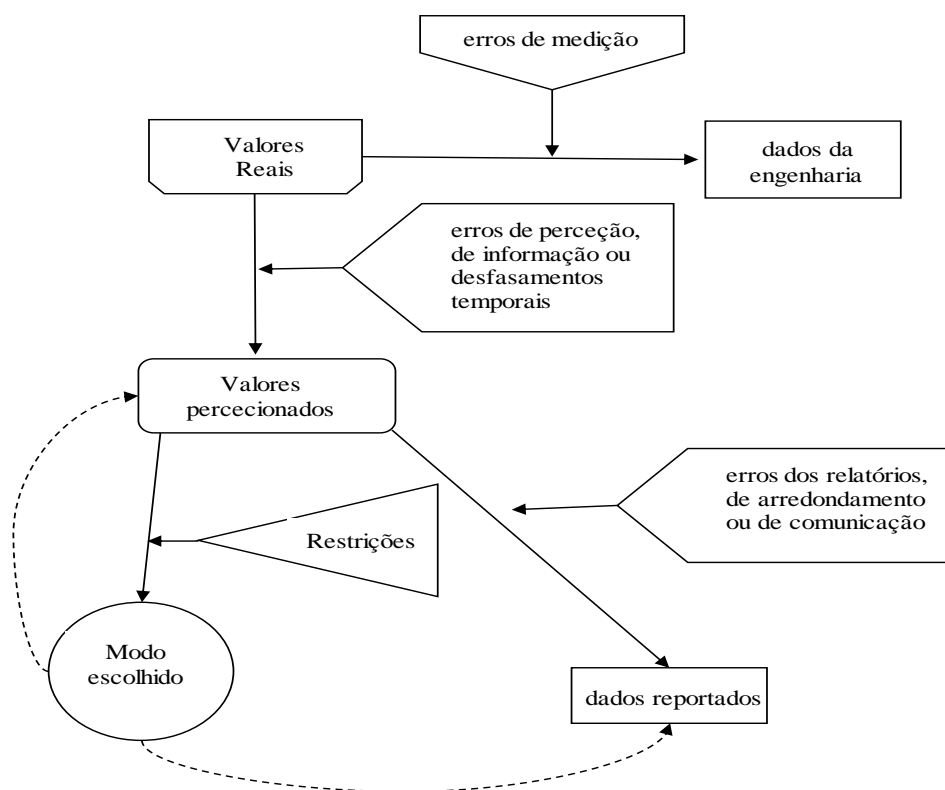 erros de medição
Valores
Reais
dados da
engenharia
erros de perceção,
de informação ou
desfasamentos
temporais
Valores
percecionados
erros dos relatórios,
de arredondamento
ou de comunicação
Restrições
Modo
escolhido
dados reportados